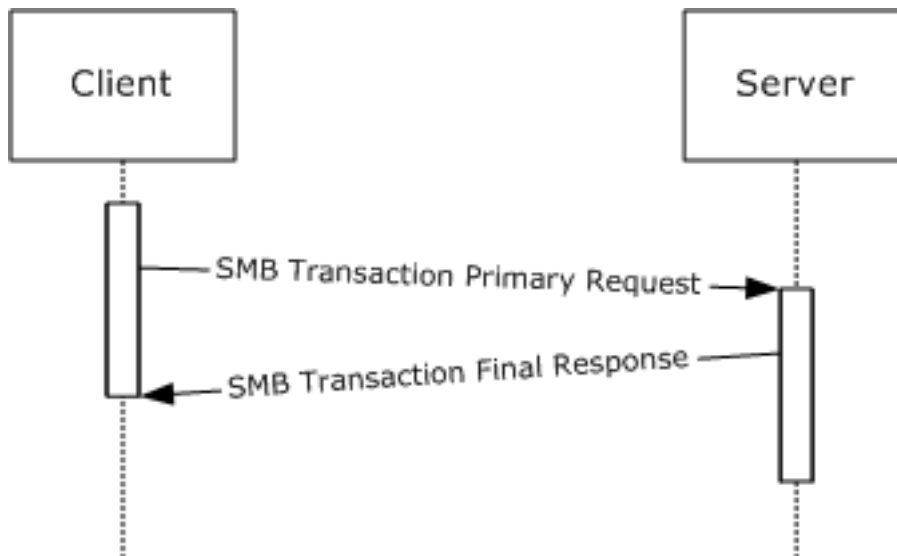 Client
Server
SMB Transaction Primary Request
SMB Transaction Final Response